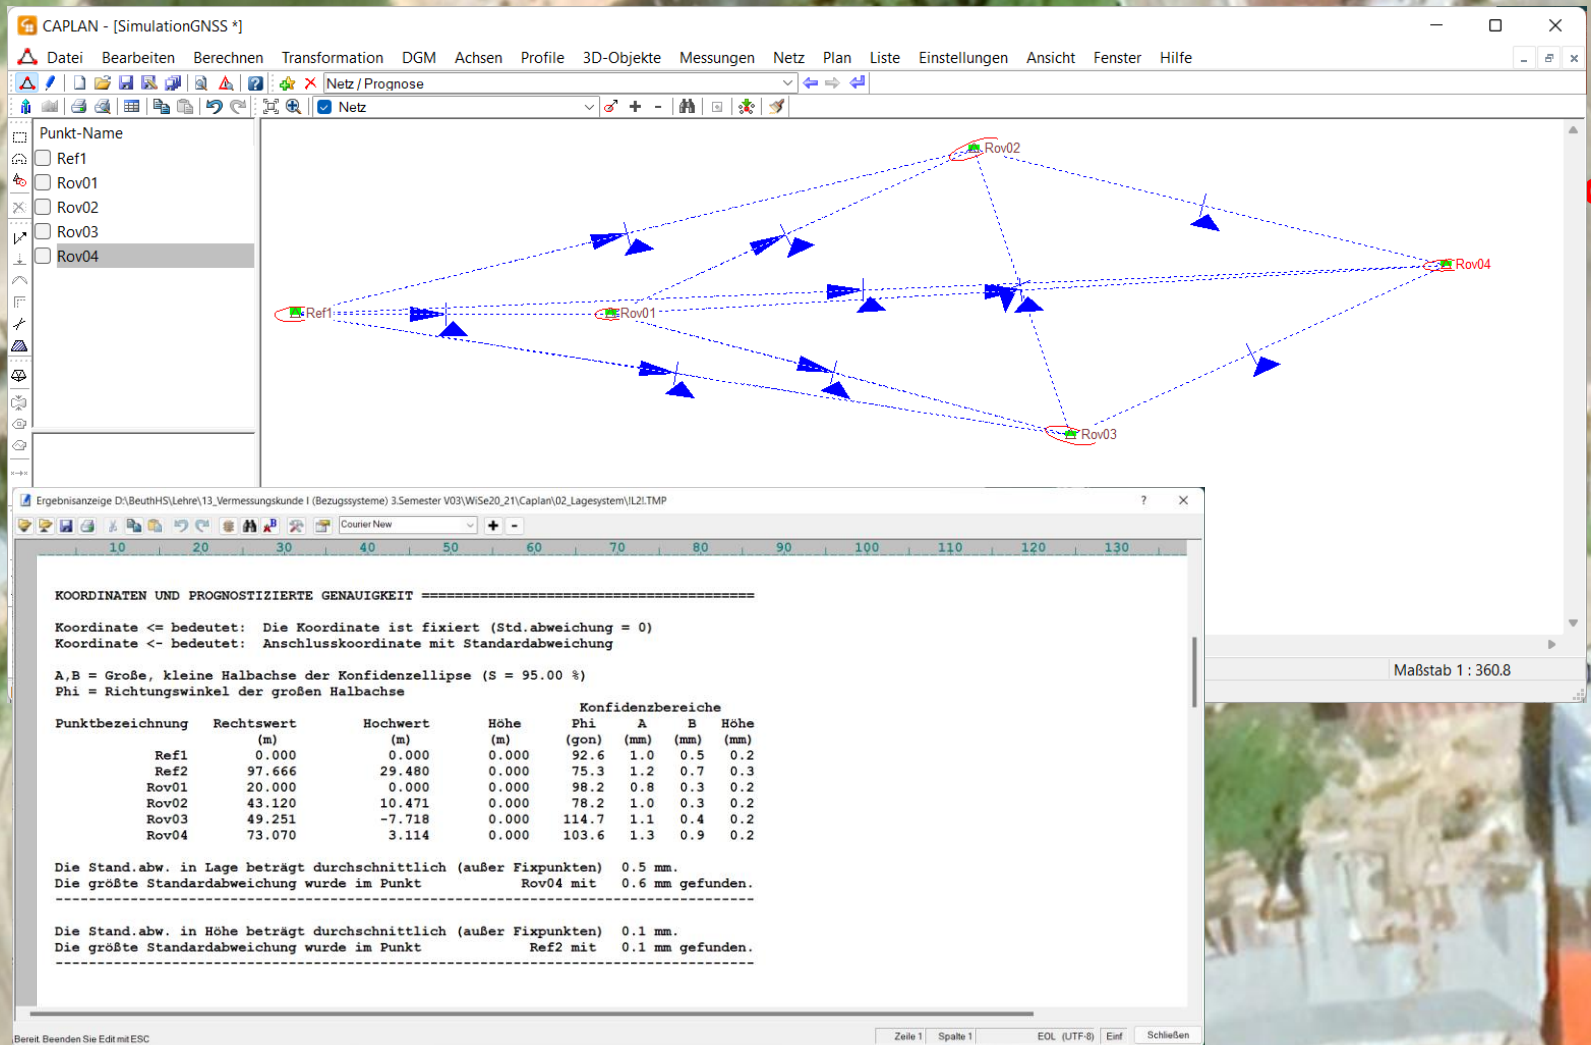 CAPLAN - [SimulationGNSS *]
Datei Bearbeiten Berechnen Transformation DGM Achsen Profile 3D-Objekte Messungen Netz Plan Liste Einstellungen Ansicht Fenster Hilfe
Netz / Prognose
Netz
Punkt-Name
Ref1
Rov01
Rov02
Rov03
Rov04
Rov02
Rov04
Ref1
Rov01
Rov03
Maßstab 1 : 360.8
Ergebnisanzeige D:\BeuthHS\Lehre\13_Vermessungskunde I (Bezugssysteme) 3.Semester V03\WiSe20_21\Caplan\02_Lagesystem\!L2!.TMP
Courier New
10 20 30 40 50 60 70 80 90 100 110 120 130
KOORDINATEN UND PROGNOSTIZIERTE GENAUIGKEIT ========================================
Koordinate <= bedeutet: Die Koordinate ist fixiert (Std.abweichung = 0)
Koordinate <- bedeutet: Anschlusskoordinate mit Standardabweichung
A,B = Große, kleine Halbachse der Konfidenzellipse (S = 95.00 %)
Phi = Richtungswinkel der großen Halbachse
Konfidenzbereiche
Punktbezeichnung Rechtswert Hochwert Höhe Phi A B Höhe
(m) (m) (m) (gon) (mm) (mm) (mm)
Ref1 0.000 0.000 0.000 92.6 1.0 0.5 0.2
Ref2 97.666 29.480 0.000 75.3 1.2 0.7 0.3
Rov01 20.000 0.000 0.000 98.2 0.8 0.3 0.2
Rov02 43.120 10.471 0.000 78.2 1.0 0.3 0.2
Rov03 49.251 -7.718 0.000 114.7 1.1 0.4 0.2
Rov04 73.070 3.114 0.000 103.6 1.3 0.9 0.2
Die Stand.abw. in Lage beträgt durchschnittlich (außer Fixpunkten) 0.5 mm.
Die größte Standardabweichung wurde im Punkt Rov04 mit 0.6 mm gefunden.
------------------------------------------------------------------------------------
Die Stand.abw. in Höhe beträgt durchschnittlich (außer Fixpunkten) 0.1 mm.
Die größte Standardabweichung wurde im Punkt Ref2 mit 0.1 mm gefunden.
------------------------------------------------------------------------------------
Bereit. Beenden Sie Edit mit ESC
Zeile 1 Spalte 1 EOL (UTF-8) Einf Schließen